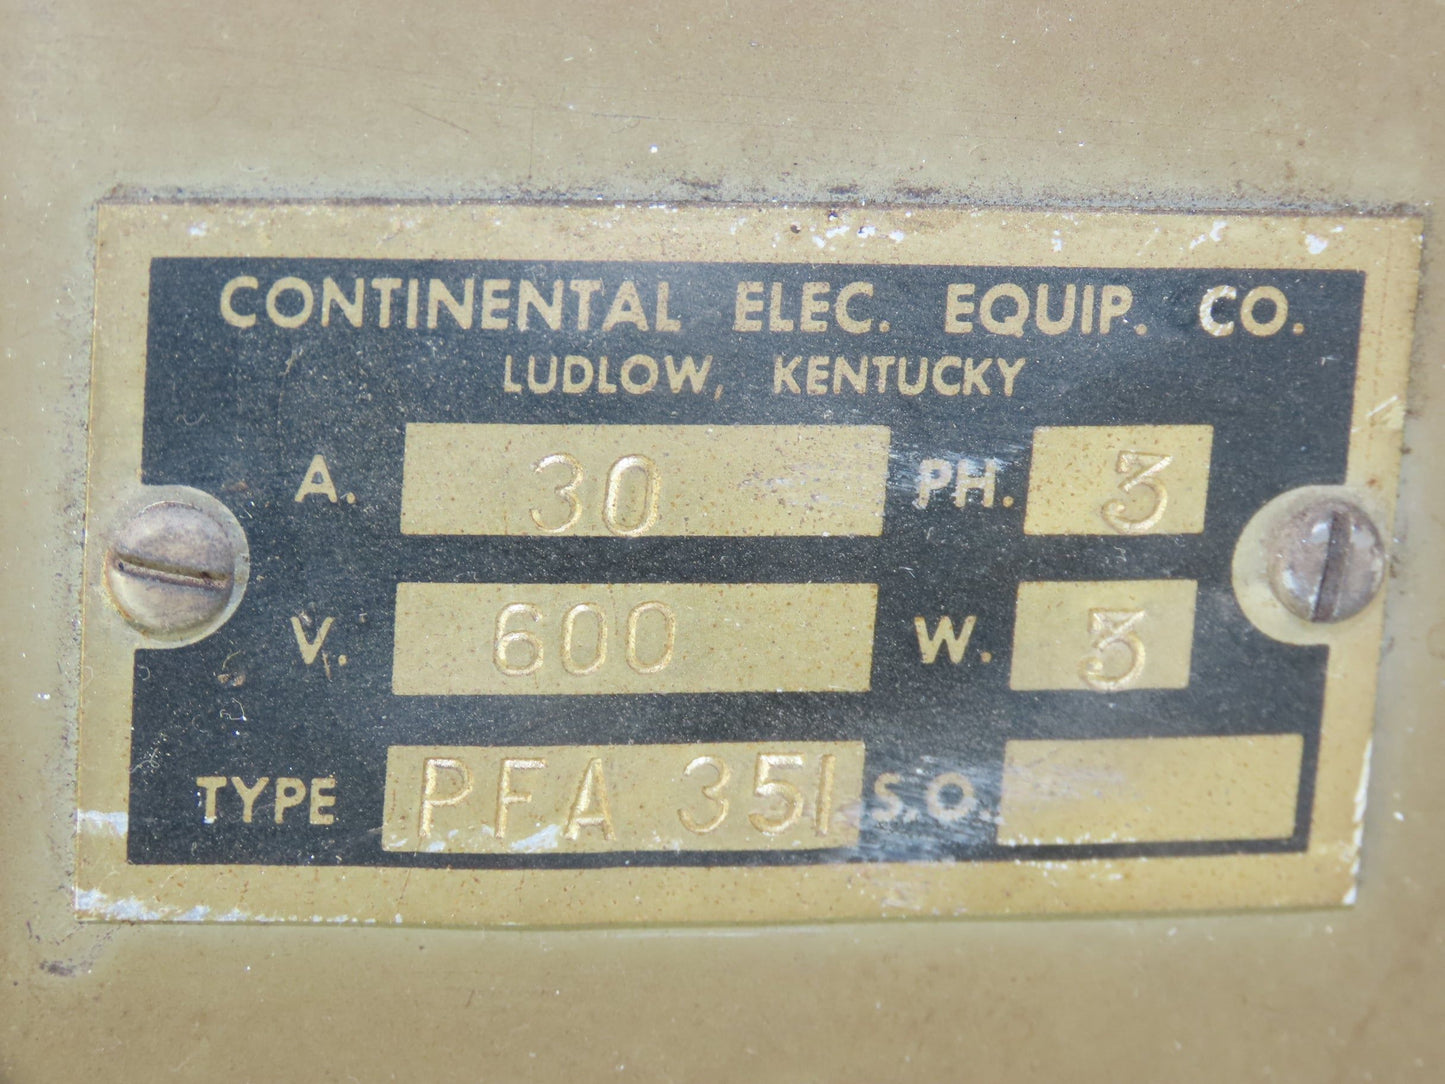 CONTINENTAL ELEC. EQUIP. CO.
LUDLOW, KENTUCKY
A. 30 PH. 3
V. 600 W. 3
TYPE PFA 351 S.O.